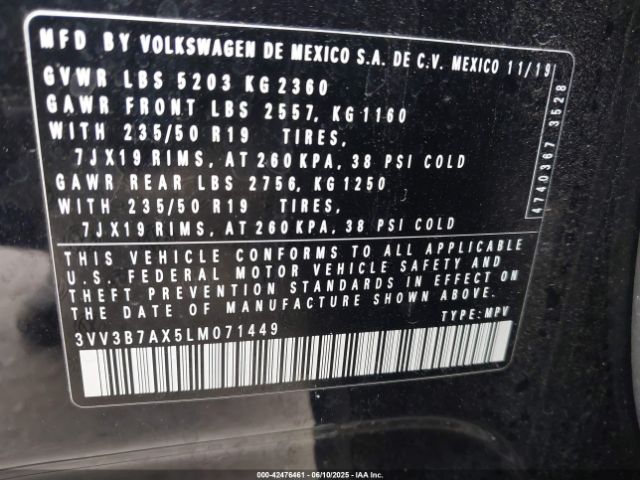 MFD BY VOLKSWAGEN DE MEXICO S.A. DE C.V. MEXICO 11/19
GVWR LBS 5203 KG 2360
GAWR FRONT LBS 2557, KG 1160
WITH 235/50 R19 TIRES,
7JX19 RIMS, AT 260 KPA, 38 PSI COLD
GAWR REAR LBS 2756, KG 1250
WITH 235/50 R19 TIRES,
7JX19 RIMS, AT 260 KPA, 38 PSI COLD
THIS VEHICLE CONFORMS TO ALL APPLICABLE
U.S. FEDERAL MOTOR VEHICLE SAFETY AND
THEFT PREVENTION STANDARDS IN EFFECT ON
THE DATE OF MANUFACTURE SHOWN ABOVE.
3VV3B7AX5LM071449 TYPE: MPV
4740367 3528
000-42476461 - 06/10/2025 - IAA Inc.